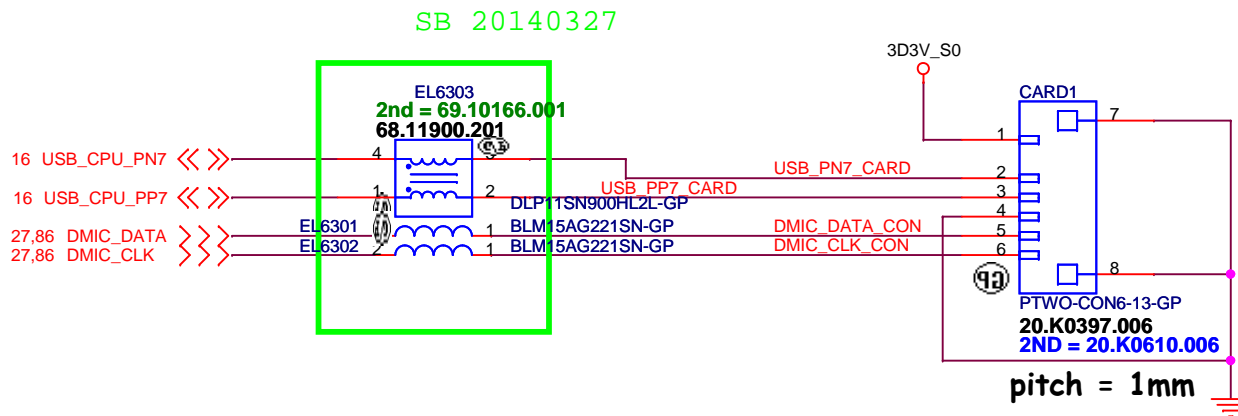 SB 20140327
3D3V_S0
EL6303
2nd = 69.10166.001
68.11900.201
CARD1
7
1
16 USB_CPU_PN7
4
USB_PN7_CARD
2
16 USB_CPU_PP7
1
2
USB_PP7_CARD
3
DLP11SN900HL2L-GP
4
27,86 DMIC_DATA
EL6301
1
BLM15AG221SN-GP
DMIC_DATA_CON
5
27,86 DMIC_CLK
EL6302
2
1
BLM15AG221SN-GP
DMIC_CLK_CON
6
8
PTWO-CON6-13-GP
20.K0397.006
2ND = 20.K0610.006
pitch = 1mm